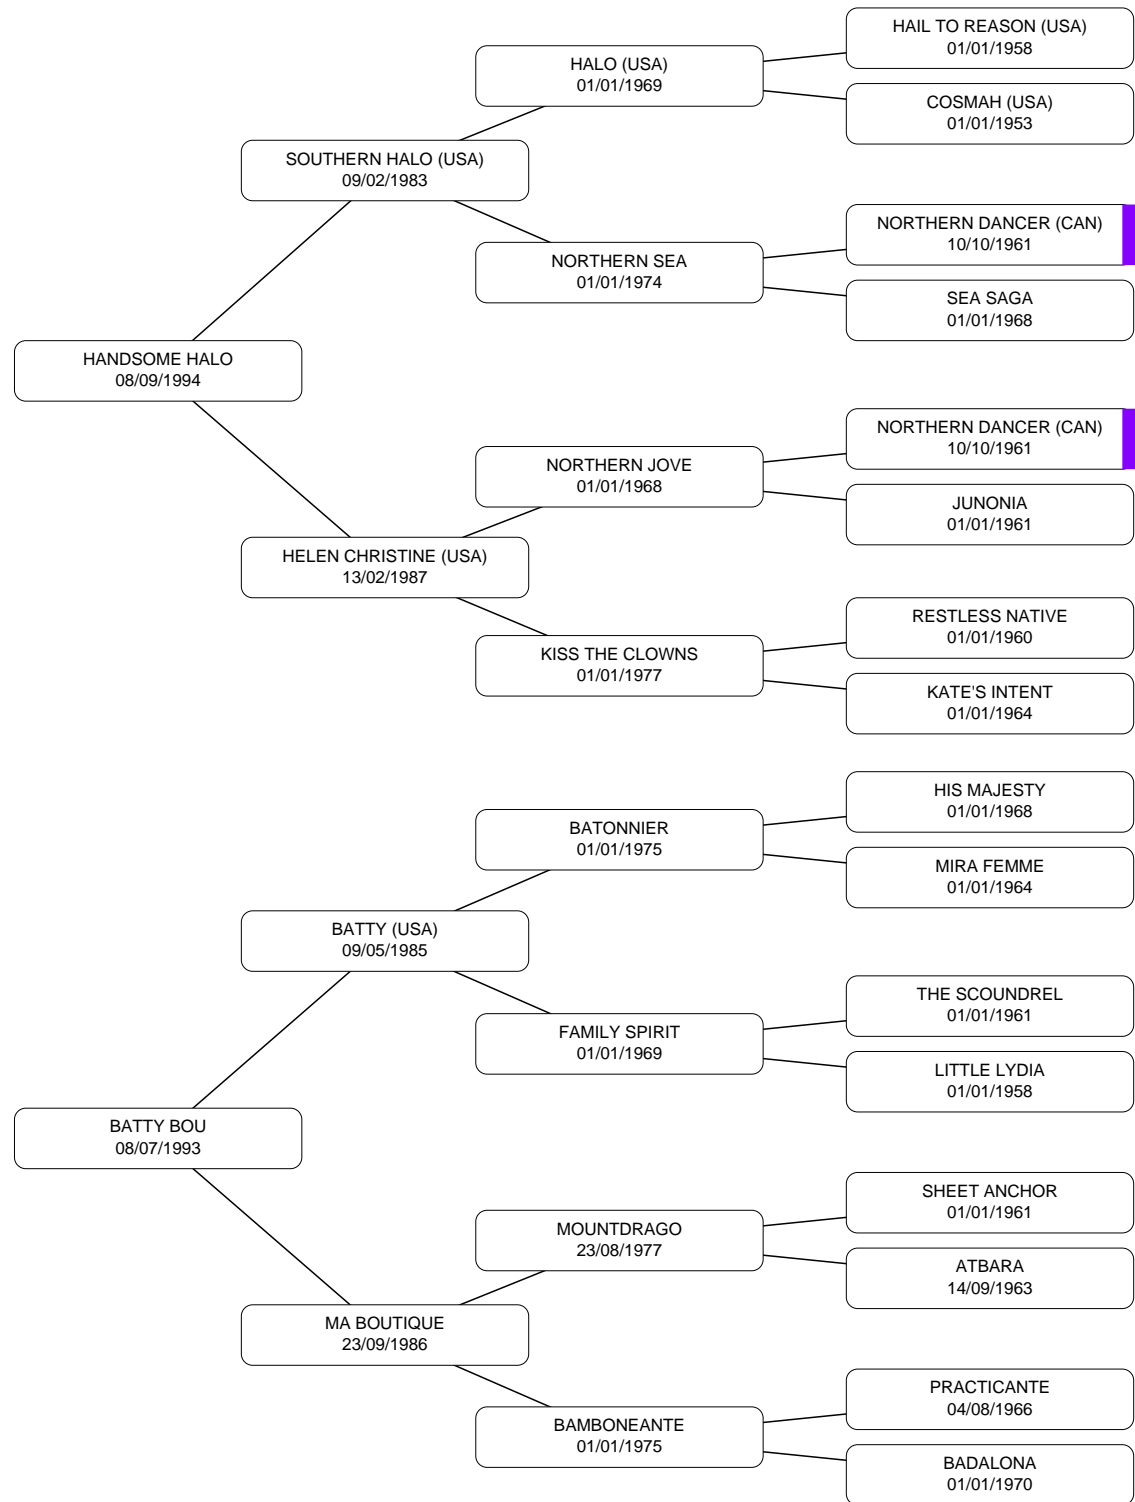 HAIL TO REASON (USA)
01/01/1958
HALO (USA)
01/01/1969
COSMAH (USA)
01/01/1953
SOUTHERN HALO (USA)
09/02/1983
NORTHERN DANCER (CAN)
10/10/1961
NORTHERN SEA
01/01/1974
SEA SAGA
01/01/1968
HANDSOME HALO
08/09/1994
NORTHERN DANCER (CAN)
10/10/1961
NORTHERN JOVE
01/01/1968
JUNONIA
01/01/1961
HELEN CHRISTINE (USA)
13/02/1987
RESTLESS NATIVE
01/01/1960
KISS THE CLOWNS
01/01/1977
KATE'S INTENT
01/01/1964
HIS MAJESTY
01/01/1968
BATONNIER
01/01/1975
MIRA FEMME
01/01/1964
BATTY (USA)
09/05/1985
THE SCOUNDREL
01/01/1961
FAMILY SPIRIT
01/01/1969
LITTLE LYDIA
01/01/1958
BATTY BOU
08/07/1993
SHEET ANCHOR
01/01/1961
MOUNTDRAGO
23/08/1977
ATBARA
14/09/1963
MA BOUTIQUE
23/09/1986
PRACTICANTE
04/08/1966
BAMBONEANTE
01/01/1975
BADALONA
01/01/1970